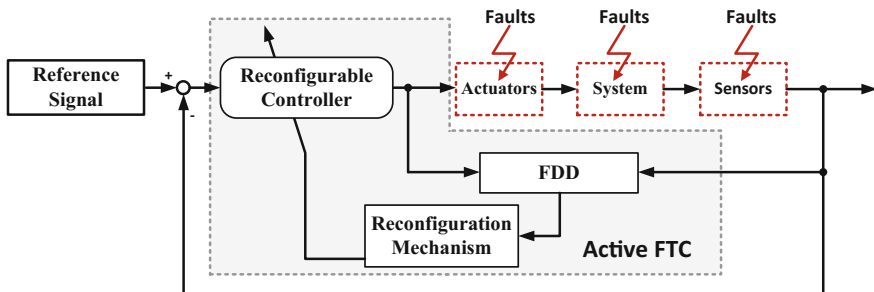 Faults
Faults
Faults
Reference
Signal
+
-
Reconfigurable
Controller
Actuators
System
Sensors
FDD
Reconfiguration
Mechanism
Active FTC